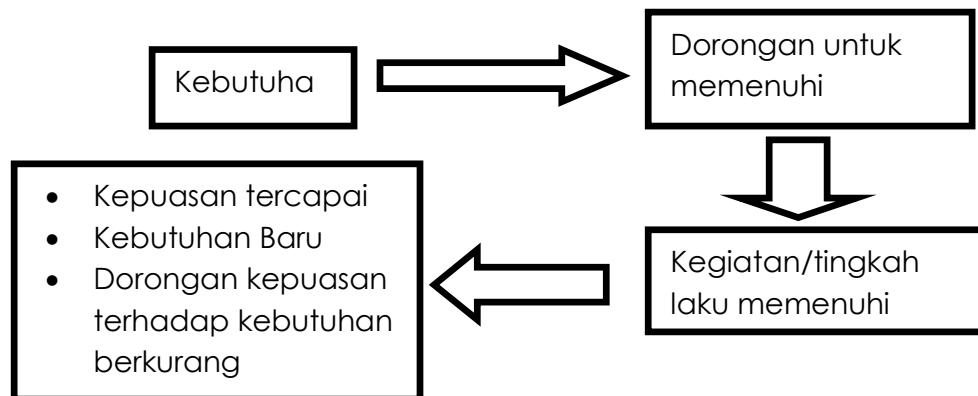 Kebutuha
Dorongan untuk
memenuhi
Kegiatan/tingkah
laku memenuhi
• Kepuasan tercapai
• Kebutuhan Baru
• Dorongan kepuasan
terhadap kebutuhan
berkurang